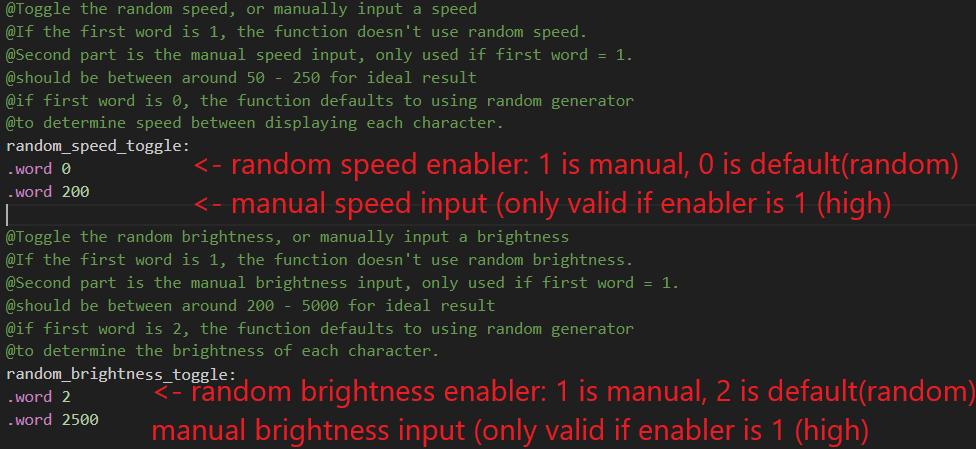 @Toggle the random speed, or manually input a speed
@If the first word is 1, the function doesn't use random speed.
@Second part is the manual speed input, only used if first word = 1.
@should be between around 50 - 250 for ideal result
@if first word is 0, the function defaults to using random generator
@to determine speed between displaying each character.
random_speed_toggle:
.word 0 <- random speed enabler: 1 is manual, 0 is default(random)
.word 200 <- manual speed input (only valid if enabler is 1 (high)
@Toggle the random brightness, or manually input a brightness
@If the first word is 1, the function doesn't use random brightness.
@Second part is the manual brightness input, only used if first word = 1.
@should be between around 200 - 5000 for ideal result
@if first word is 2, the function defaults to using random generator
@to determine the brightness of each character.
random_brightness_toggle:
.word 2 <- random brightness enabler: 1 is manual, 2 is default(random)
.word 2500 manual brightness input (only valid if enabler is 1 (high)